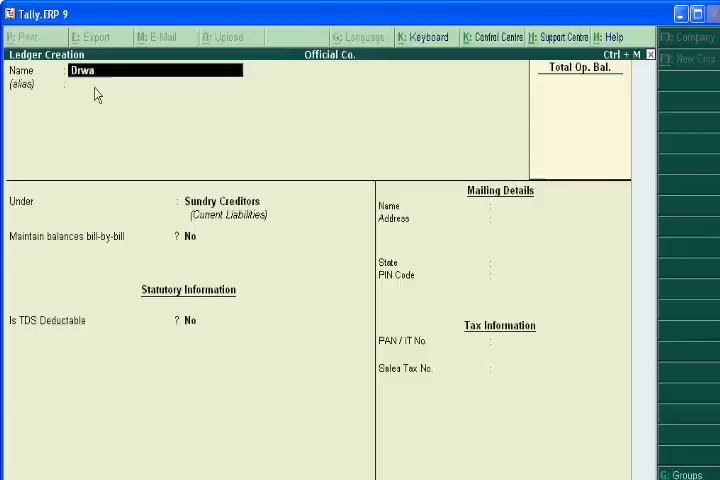 Tally.ERP 9
P: Print E: Export M: E-Mail O: Upload G: Language K: Keyboard K: Control Centre H: Support Centre H: Help F3: Company
Ledger Creation Official Co. Ctrl + M
F3: New Cmp
Name : Drwa
Total Op. Bal.
(alias) :
Mailing Details
Under : Sundry Creditors
(Current Liabilities)
Name :
Address :
Maintain balances bill-by-bill ? No
State :
PIN Code :
Statutory Information
Is TDS Deductable ? No
Tax Information
PAN / IT No. :
Sales Tax No. :
G: Groups